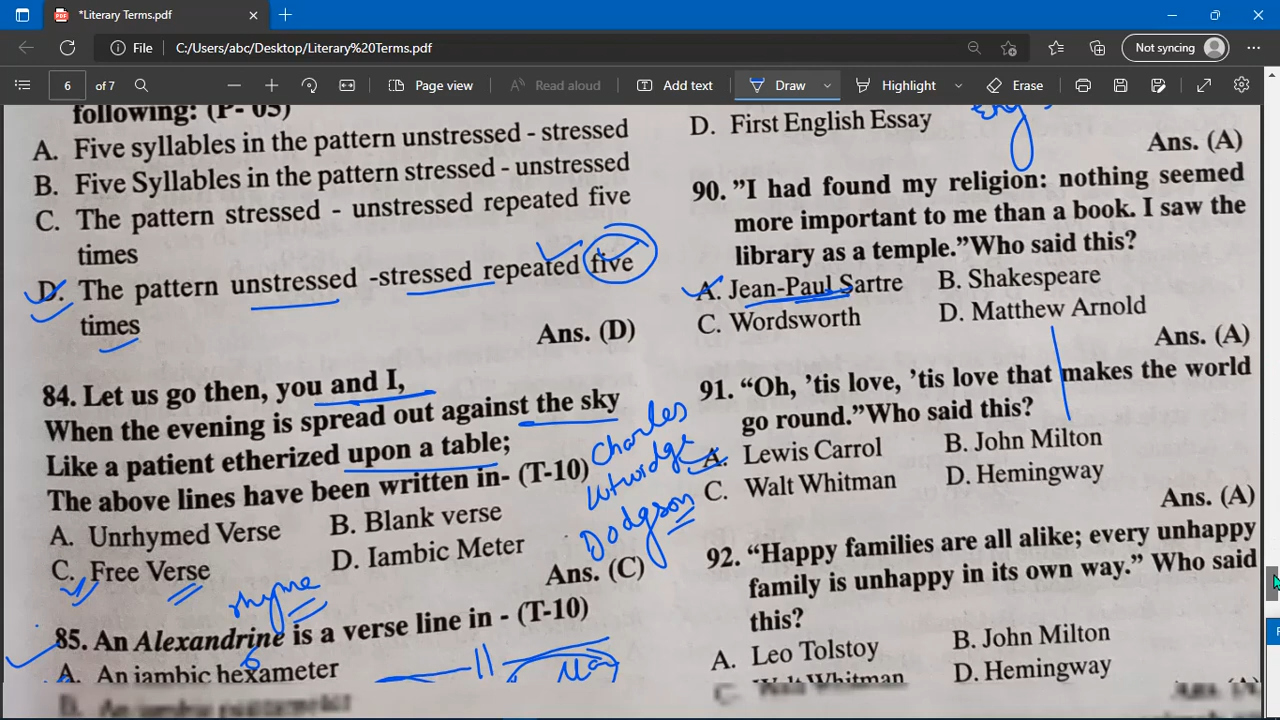 *Literary Terms.pdf
File
C:/Users/abc/Desktop/Literary%20Terms.pdf
Not syncing
6 of 7
Page view
Read aloud
Add text
Draw
Highlight
Erase
following: (P- 05)
A. Five syllables in the pattern unstressed - stressed
B. Five Syllables in the pattern stressed - unstressed
C. The pattern stressed - unstressed repeated five
times
D. The pattern unstressed -stressed repeated five
times
Ans. (D)
84. Let us go then, you and I,
When the evening is spread out against the sky
Like a patient etherized upon a table;
The above lines have been written in- (T-10)
A. Unrhymed Verse B. Blank verse
C. Free Verse D. Iambic Meter
Ans. (C)
rhyme
85. An Alexandrine is a verse line in - (T-10)
A. An iambic hexameter
6
11
B. An iambic pentameter
Charles
Dodgson
Eng
D. First English Essay
Ans. (A)
90. ”I had found my religion: nothing seemed
more important to me than a book. I saw the
library as a temple.”Who said this?
A. Jean-Paul Sartre B. Shakespeare
C. Wordsworth D. Matthew Arnold
Ans. (A)
91. “Oh, ’tis love, ’tis love that makes the world
go round.”Who said this?
A. Lewis Carrol B. John Milton
C. Walt Whitman D. Hemingway
Ans. (A)
92. “Happy families are all alike; every unhappy
family is unhappy in its own way.” Who said
this?
A. Leo Tolstoy B. John Milton
C. Walt Whitman D. Hemingway
Ans. (A)